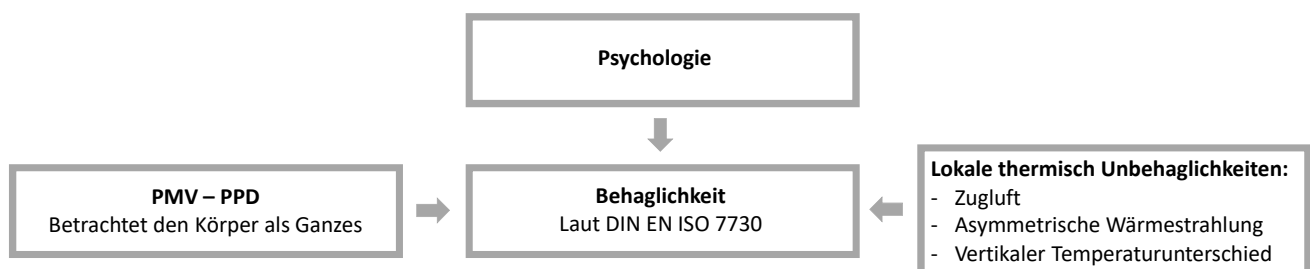 Psychologie
PMV – PPD
Betrachtet den Körper als Ganzes
Behaglichkeit
Laut DIN EN ISO 7730
Lokale thermisch Unbehaglichkeiten:
- Zugluft
- Asymmetrische Wärmestrahlung
- Vertikaler Temperaturunterschied